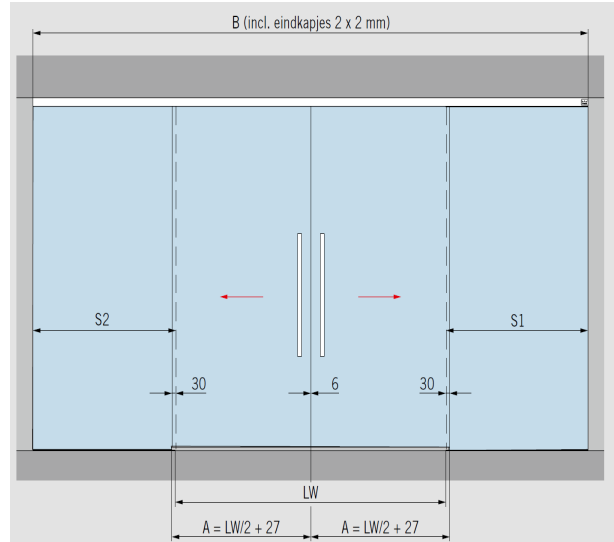 B (incl. eindkapjes 2 x 2 mm)
S2
S1
30
6
30
LW
A = LW/2 + 27
A = LW/2 + 27